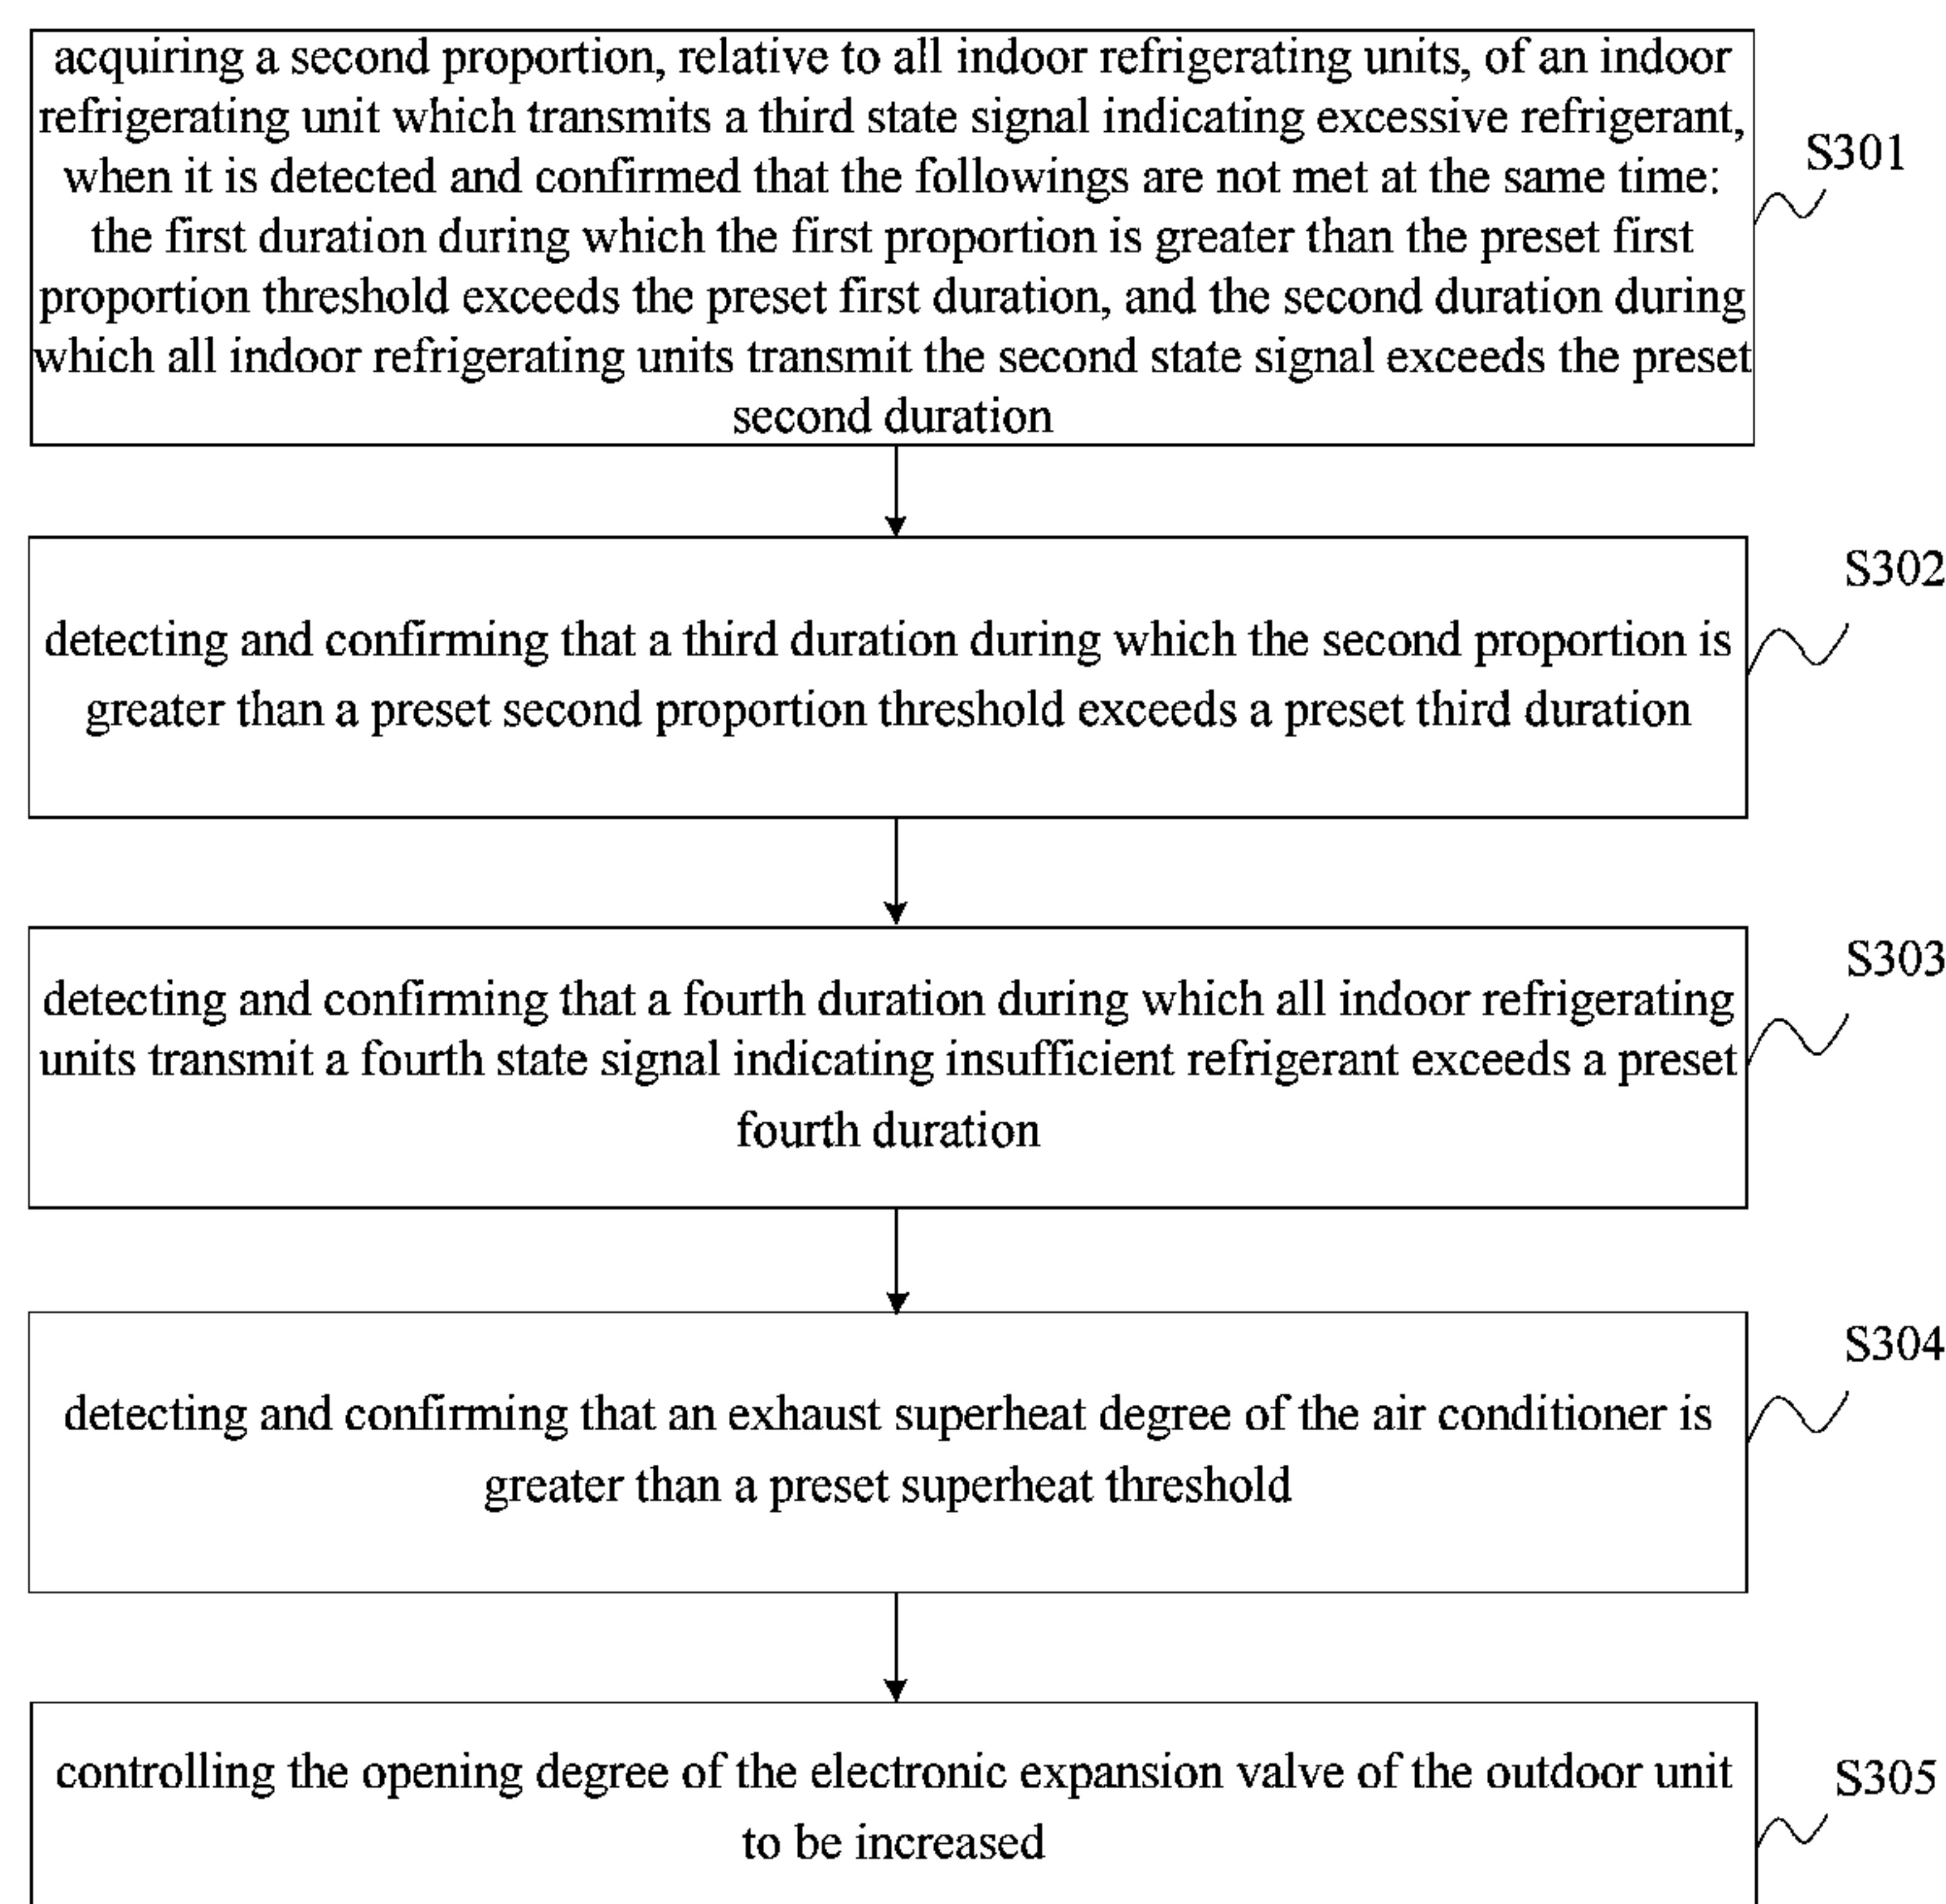 acquiring a second proportion, relative to all indoor refrigerating units, of an indoor
refrigerating unit which transmits a third state signal indicating excessive refrigerant,
when it is detected and confirmed that the followings are not met at the same time:
the first duration during which the first proportion is greater than the preset first
proportion threshold exceeds the preset first duration, and the second duration during
which all indoor refrigerating units transmit the second state signal exceeds the preset
second duration
S301
S302
detecting and confirming that a third duration during which the second proportion is
greater than a preset second proportion threshold exceeds a preset third duration
S303
detecting and confirming that a fourth duration during which all indoor refrigerating
units transmit a fourth state signal indicating insufficient refrigerant exceeds a preset
fourth duration
S304
detecting and confirming that an exhaust superheat degree of the air conditioner is
greater than a preset superheat threshold
controlling the opening degree of the electronic expansion valve of the outdoor unit
to be increased
S305